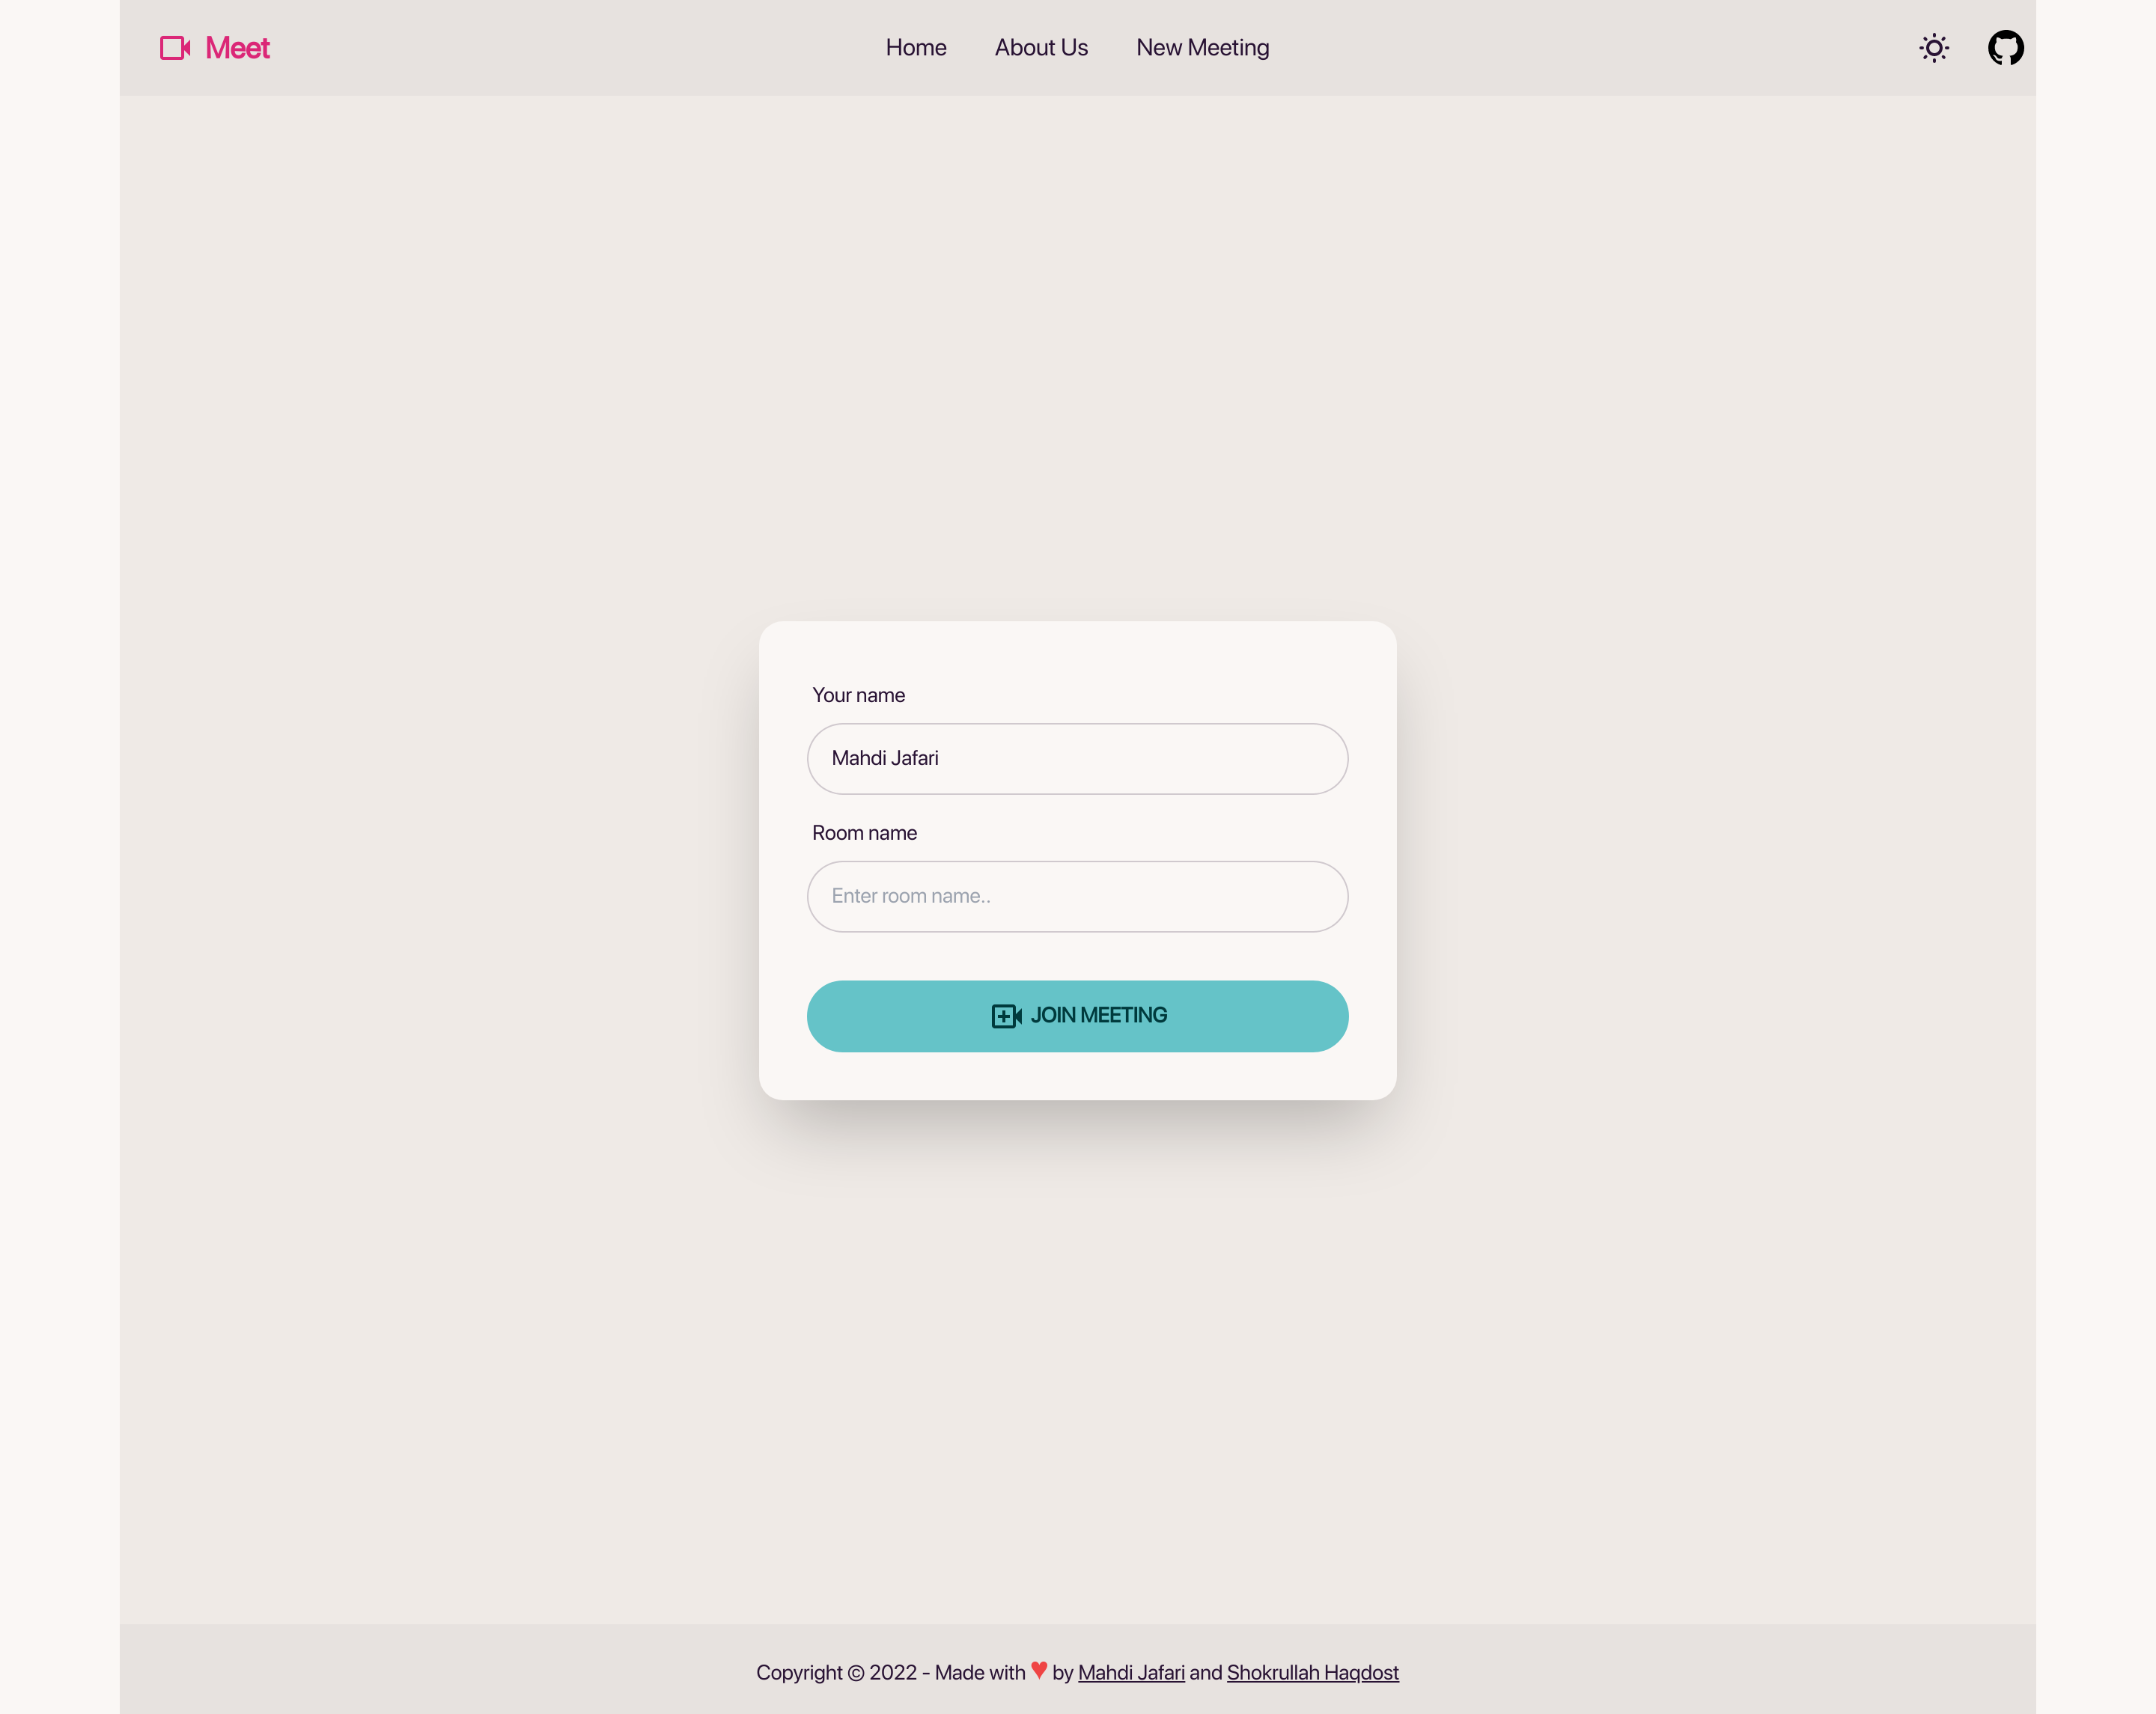 Meet
Home
About Us
New Meeting
Your name
Mahdi Jafari
Room name
Enter room name..
JOIN MEETING
Copyright © 2022 - Made with ♥ by Mahdi Jafari and Shokrullah Haqdost